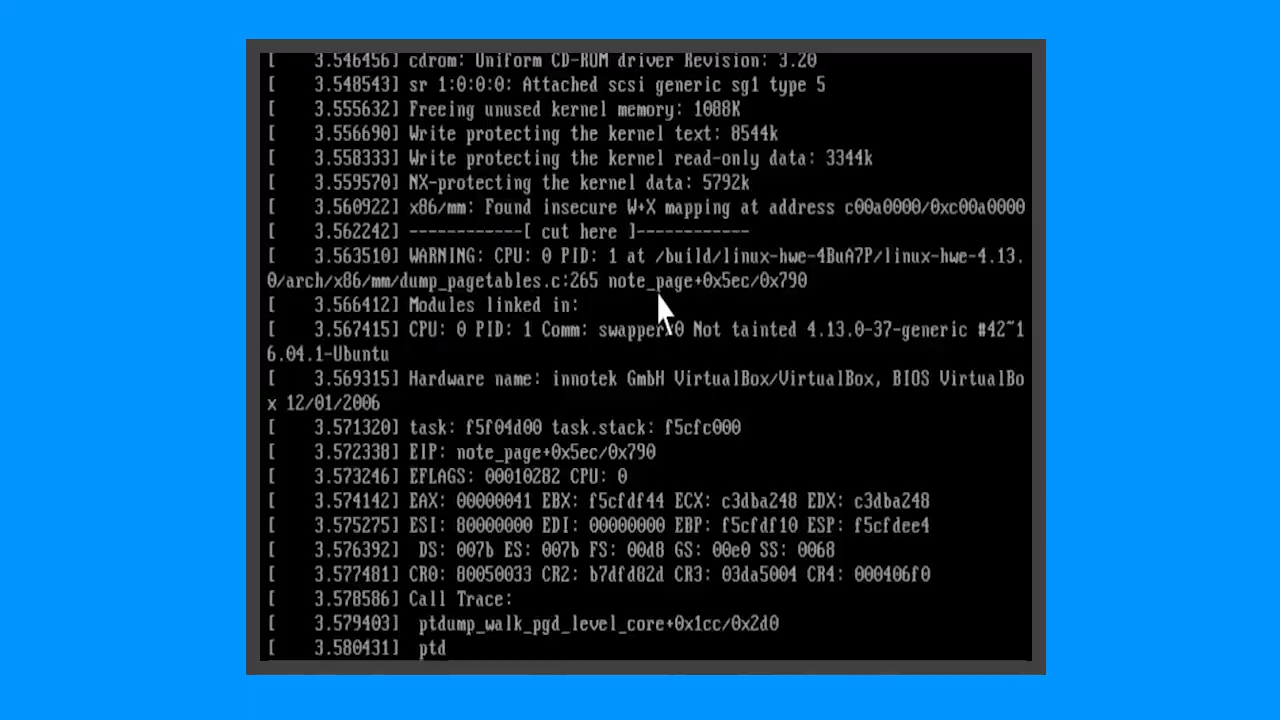 [    3.546456] cdrom: Uniform CD-ROM driver Revision: 3.20
[    3.548543] sr 1:0:0:0: Attached scsi generic sg1 type 5
[    3.555632] Freeing unused kernel memory: 1088K
[    3.556690] Write protecting the kernel text: 8544k
[    3.558333] Write protecting the kernel read-only data: 3344k
[    3.559570] NX-protecting the kernel data: 5792k
[    3.560922] x86/mm: Found insecure W+X mapping at address c00a0000/0xc00a0000
[    3.562242] ------------[ cut here ]------------
[    3.563510] WARNING: CPU: 0 PID: 1 at /build/linux-hwe-4BuA7P/linux-hwe-4.13.
0/arch/x86/mm/dump_pagetables.c:265 note_page+0x5ec/0x790
[    3.566412] Modules linked in:
[    3.567415] CPU: 0 PID: 1 Comm: swapper/0 Not tainted 4.13.0-37-generic #42~1
6.04.1-Ubuntu
[    3.569315] Hardware name: innotek GmbH VirtualBox/VirtualBox, BIOS VirtualBo
x 12/01/2006
[    3.571320] task: f5f04d00 task.stack: f5cfc000
[    3.572338] EIP: note_page+0x5ec/0x790
[    3.573246] EFLAGS: 00010282 CPU: 0
[    3.574142] EAX: 00000041 EBX: f5cfdf44 ECX: c3dba248 EDX: c3dba248
[    3.575275] ESI: 80000000 EDI: 00000000 EBP: f5cfdf10 ESP: f5cfdee4
[    3.576392]  DS: 007b ES: 007b FS: 00d8 GS: 00e0 SS: 0068
[    3.577481] CR0: 80050033 CR2: b7dfd82d CR3: 03da5004 CR4: 000406f0
[    3.578586] Call Trace:
[    3.579403]  ptdump_walk_pgd_level_core+0x1cc/0x2d0
[    3.580431]  ptd